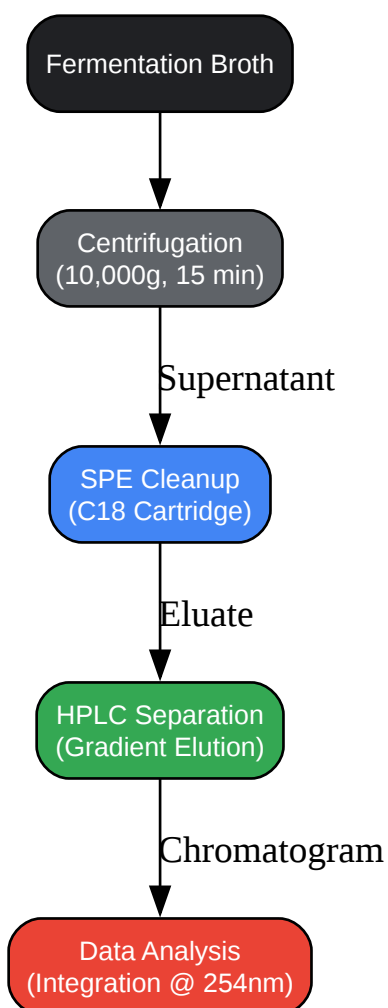 Fermentation Broth
Centrifugation
(10,000g, 15 min)
Supernatant
SPE Cleanup
(C18 Cartridge)
Eluate
HPLC Separation
(Gradient Elution)
Chromatogram
Data Analysis
(Integration @ 254nm)